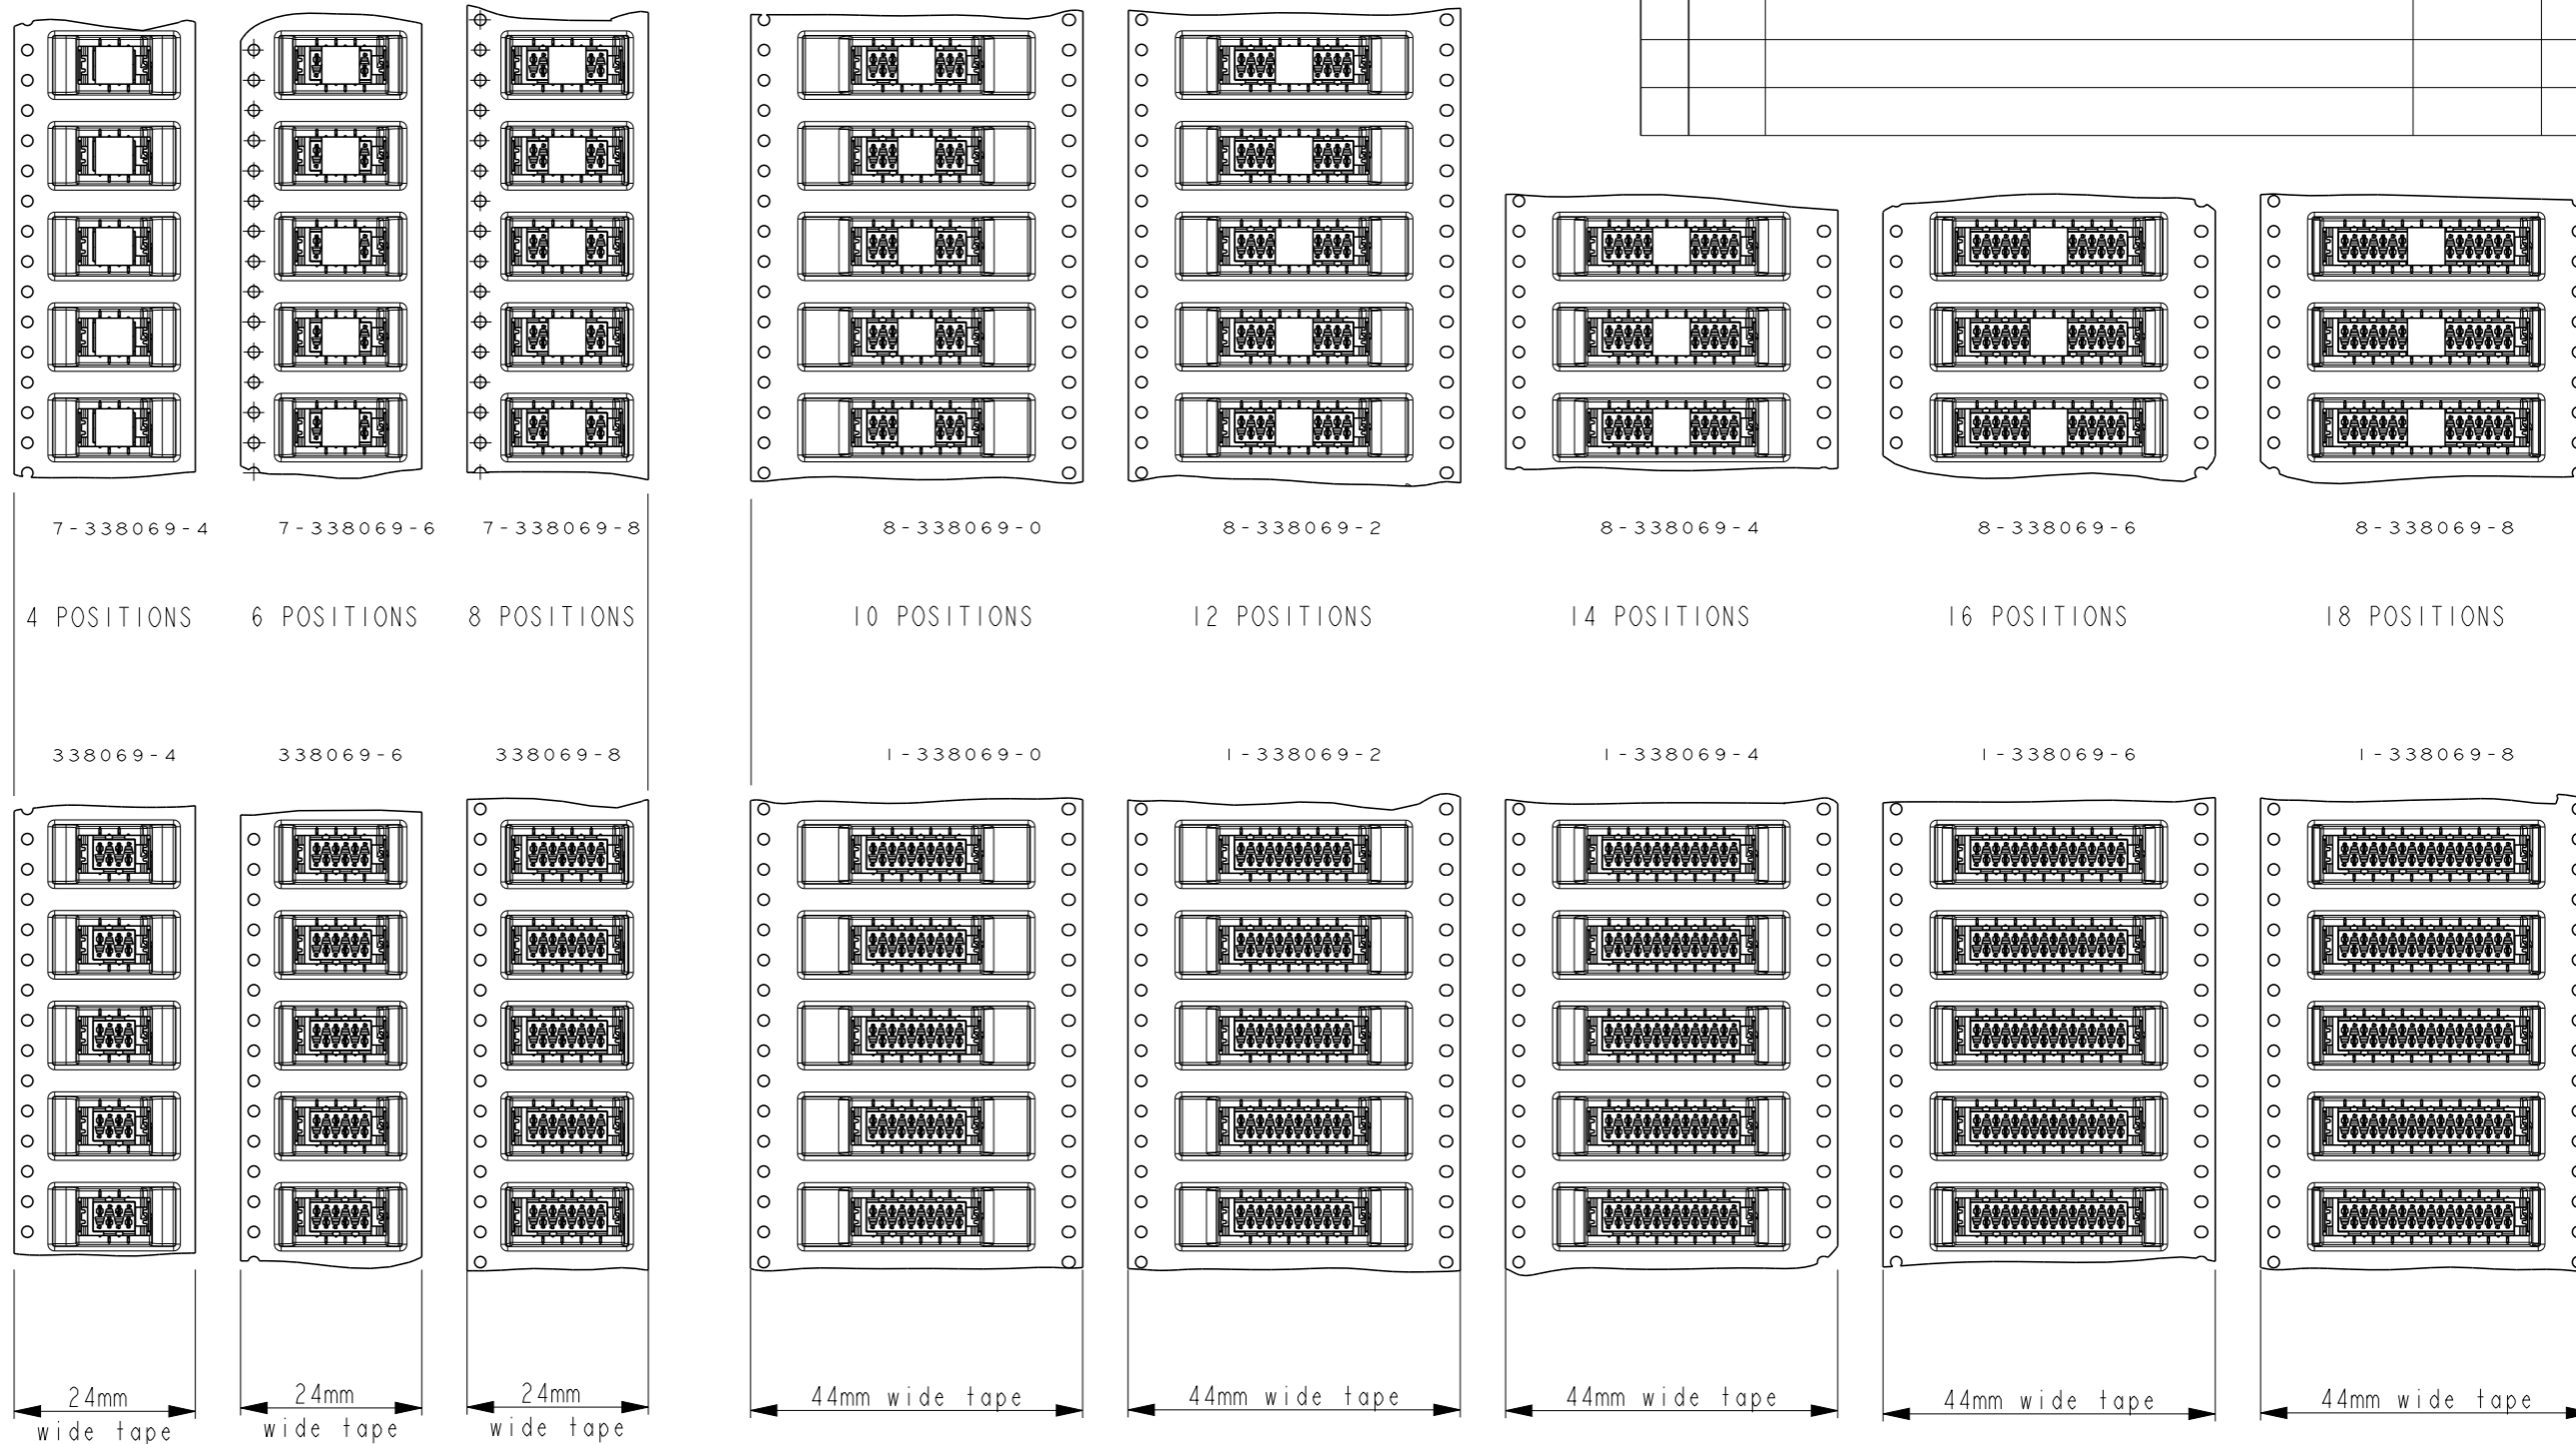 7-338069-4 7-338069-6 7-338069-8 8-338069-0 8-338069-2 8-338069-4 8-338069-6 8-338069-8
4 POSITIONS 6 POSITIONS 8 POSITIONS 10 POSITIONS 12 POSITIONS 14 POSITIONS 16 POSITIONS 18 POSITIONS
338069-4 338069-6 338069-8 1-338069-0 1-338069-2 1-338069-4 1-338069-6 1-338069-8
24mm 24mm 24mm 44mm wide tape 44mm wide tape 44mm wide tape 44mm wide tape 44mm wide tape
wide tape wide tape wide tape